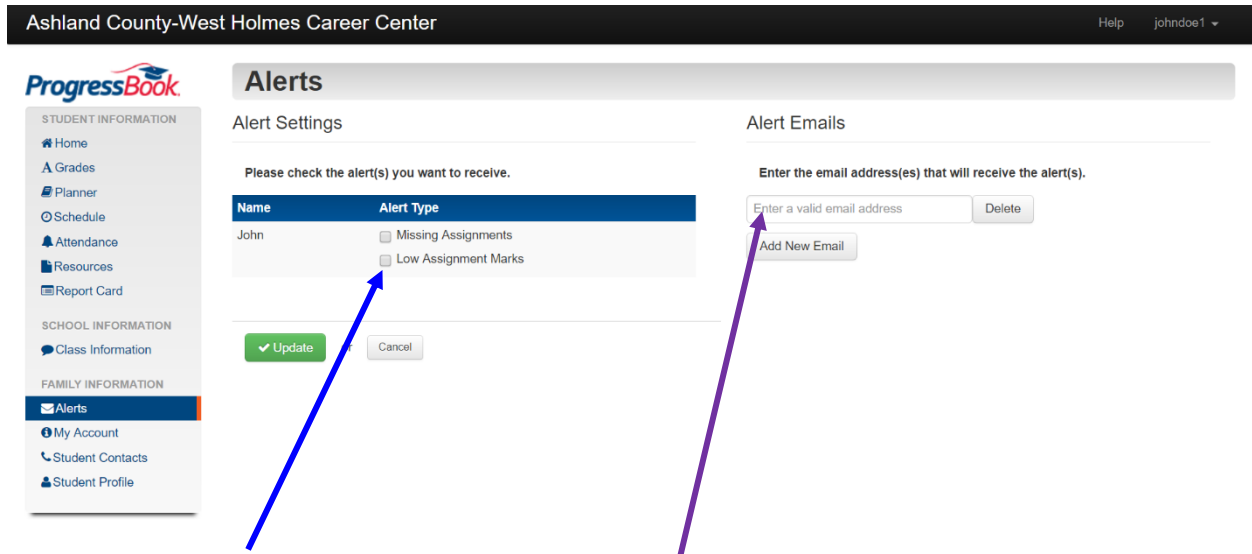 Ashland County-West Holmes Career Center
Help johndoe1
ProgressBook
STUDENT INFORMATION
Home
Grades
Planner
Schedule
Attendance
Resources
Report Card
SCHOOL INFORMATION
Class Information
FAMILY INFORMATION
Alerts
My Account
Student Contacts
Student Profile
Alerts
Alert Settings
Please check the alert(s) you want to receive.
Name Alert Type
John Missing Assignments
Low Assignment Marks
Update Cancel
Alert Emails
Enter the email address(es) that will receive the alert(s).
Enter a valid email address Delete
Add New Email